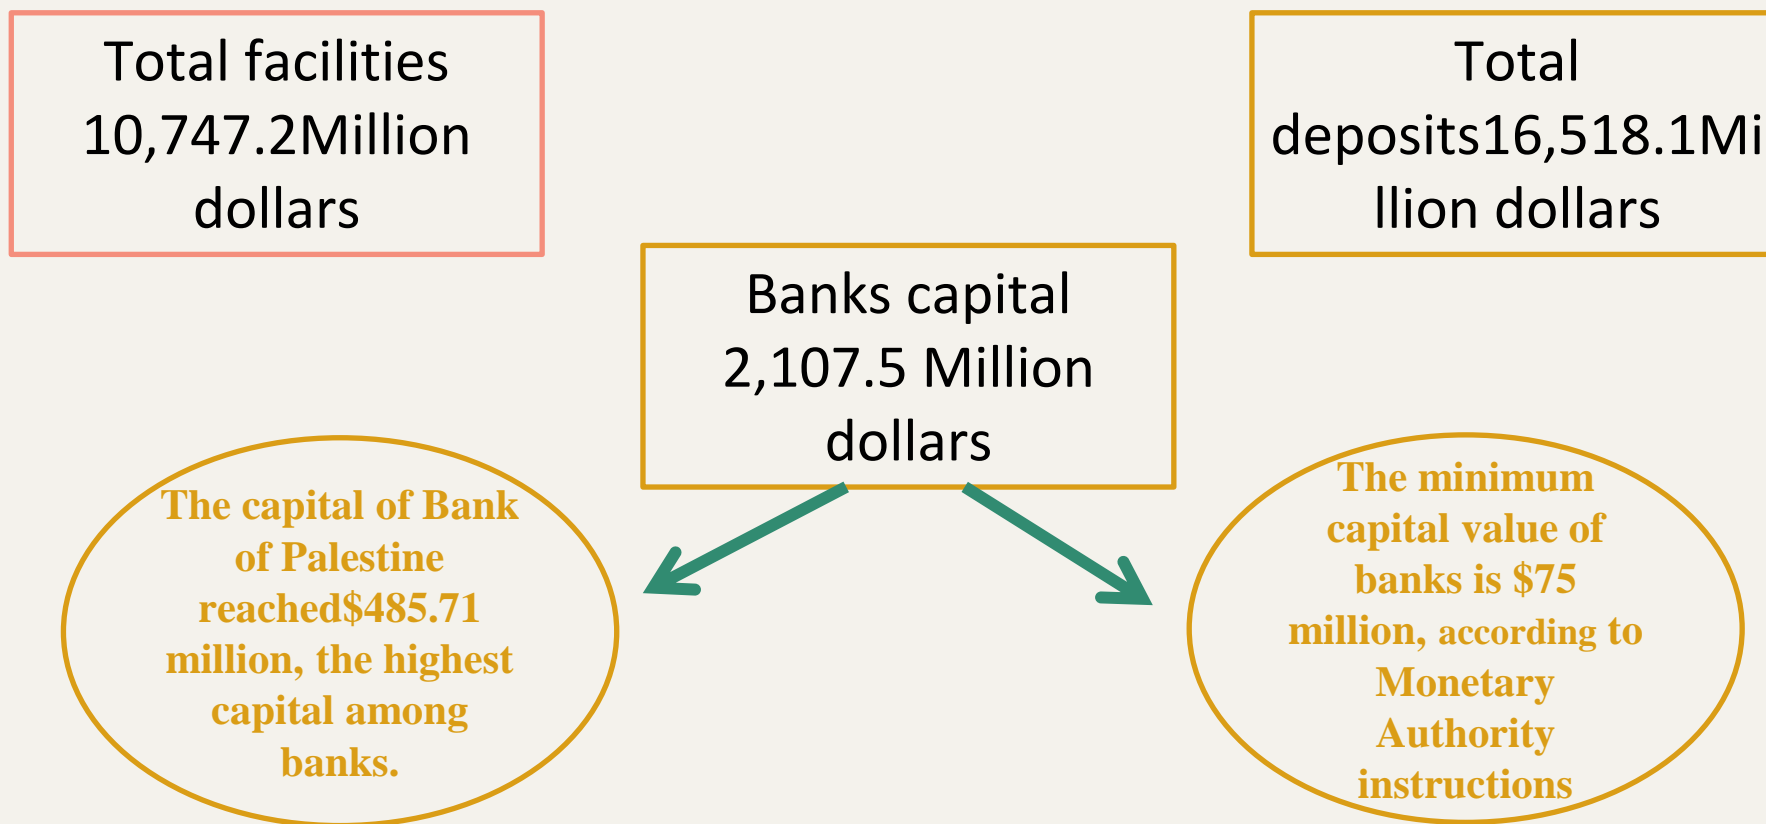 Total facilities
10,747.2Million
dollars
Total
deposits16,518.1Mi
llion dollars
Banks capital
2,107.5 Million
dollars
The capital of Bank
of Palestine
reached$485.71
million, the highest
capital among
banks.
The minimum
capital value of
banks is $75
million, according to
Monetary
Authority
instructions